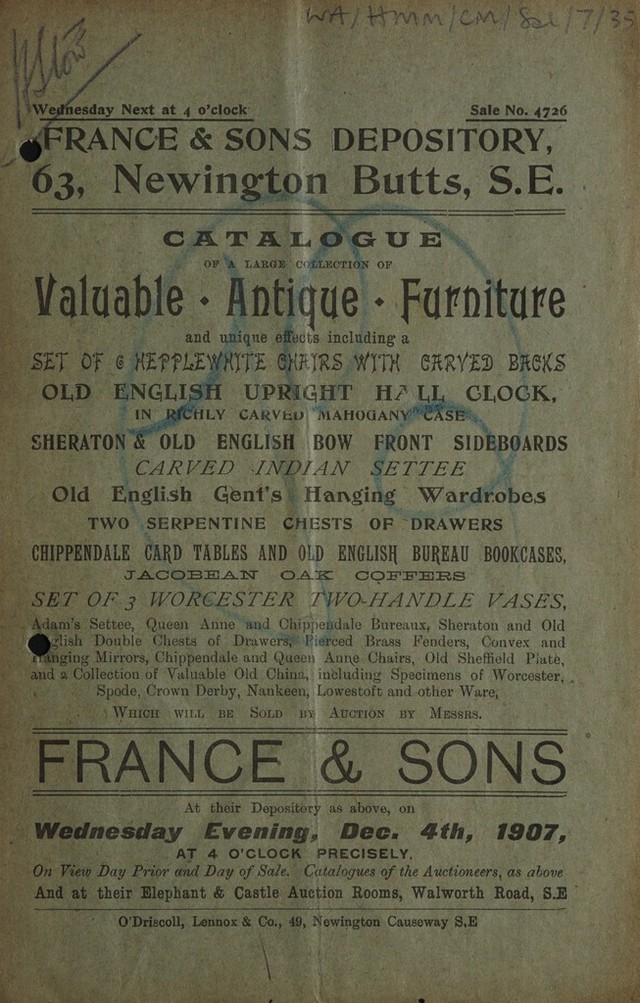 WA/HMM/CM/Sal/7/35
Wednesday Next at 4 o'clock
Sale No. 4726
FRANCE & SONS DEPOSITORY,
63, Newington Butts, S.E.
CATALOGUE
OF A LARGE COLLECTION OF
Valuable · Antique · Furniture
and unique effects including a
SET OF 6 HEPPLEWHITE CHAIRS WITH CARVED BACKS
OLD ENGLISH UPRIGHT HALL CLOCK,
IN RICHLY CARVED MAHOGANY CASE
SHERATON & OLD ENGLISH BOW FRONT SIDEBOARDS
CARVED INDIAN SETTEE
Old English Gent's Hanging Wardrobes
TWO SERPENTINE CHESTS OF DRAWERS
CHIPPENDALE CARD TABLES AND OLD ENGLISH BUREAU BOOKCASES,
JACOBEAN OAK COFFERS
SET OF 3 WORCESTER TWO-HANDLE VASES,
Adam's Settee, Queen Anne and Chippendale Bureaux, Sheraton and Old
English Double Chests of Drawers, Pierced Brass Fenders, Convex and
Hanging Mirrors, Chippendale and Queen Anne Chairs, Old Sheffield Plate,
and a Collection of Valuable Old China, including Specimens of Worcester,
Spode, Crown Derby, Nankeen, Lowestoft and other Ware,
WHICH WILL BE SOLD BY AUCTION BY MESSRS.
FRANCE & SONS
At their Depository as above, on
Wednesday Evening, Dec. 4th, 1907,
AT 4 O'CLOCK PRECISELY.
On View Day Prior and Day of Sale. Catalogues of the Auctioneers, as above
And at their Elephant & Castle Auction Rooms, Walworth Road, S.E
O'Driscoll, Lennox & Co., 49, Newington Causeway S.E